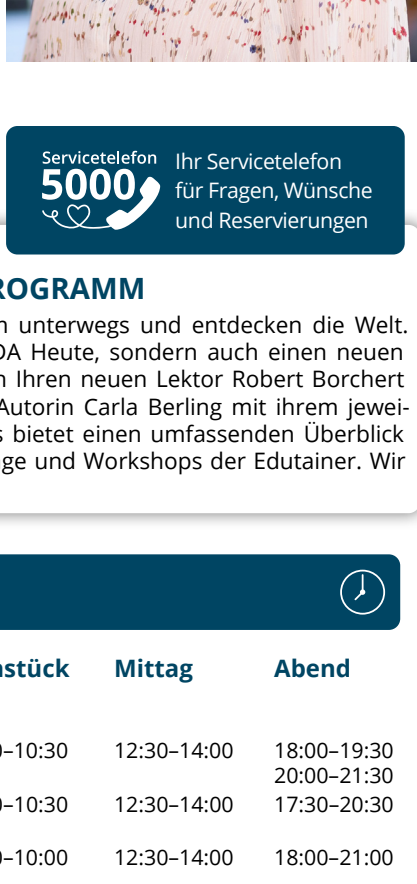 Servicetelefon
5000
Ihr Servicetelefon
für Fragen, Wünsche
und Reservierungen
ROGRAMM
unterwegs und entdecken die Welt.
DA Heute, sondern auch einen neuen
Ihren neuen Lektor Robert Borchert
Autorin Carla Berling mit ihrem jewei-
s bietet einen umfassenden Überblick
ge und Workshops der Edutainer. Wir
stück Mittag Abend
0–10:30 12:30–14:00 18:00–19:30
20:00–21:30
0–10:30 12:30–14:00 17:30–20:30
0–10:00 12:30–14:00 18:00–21:00